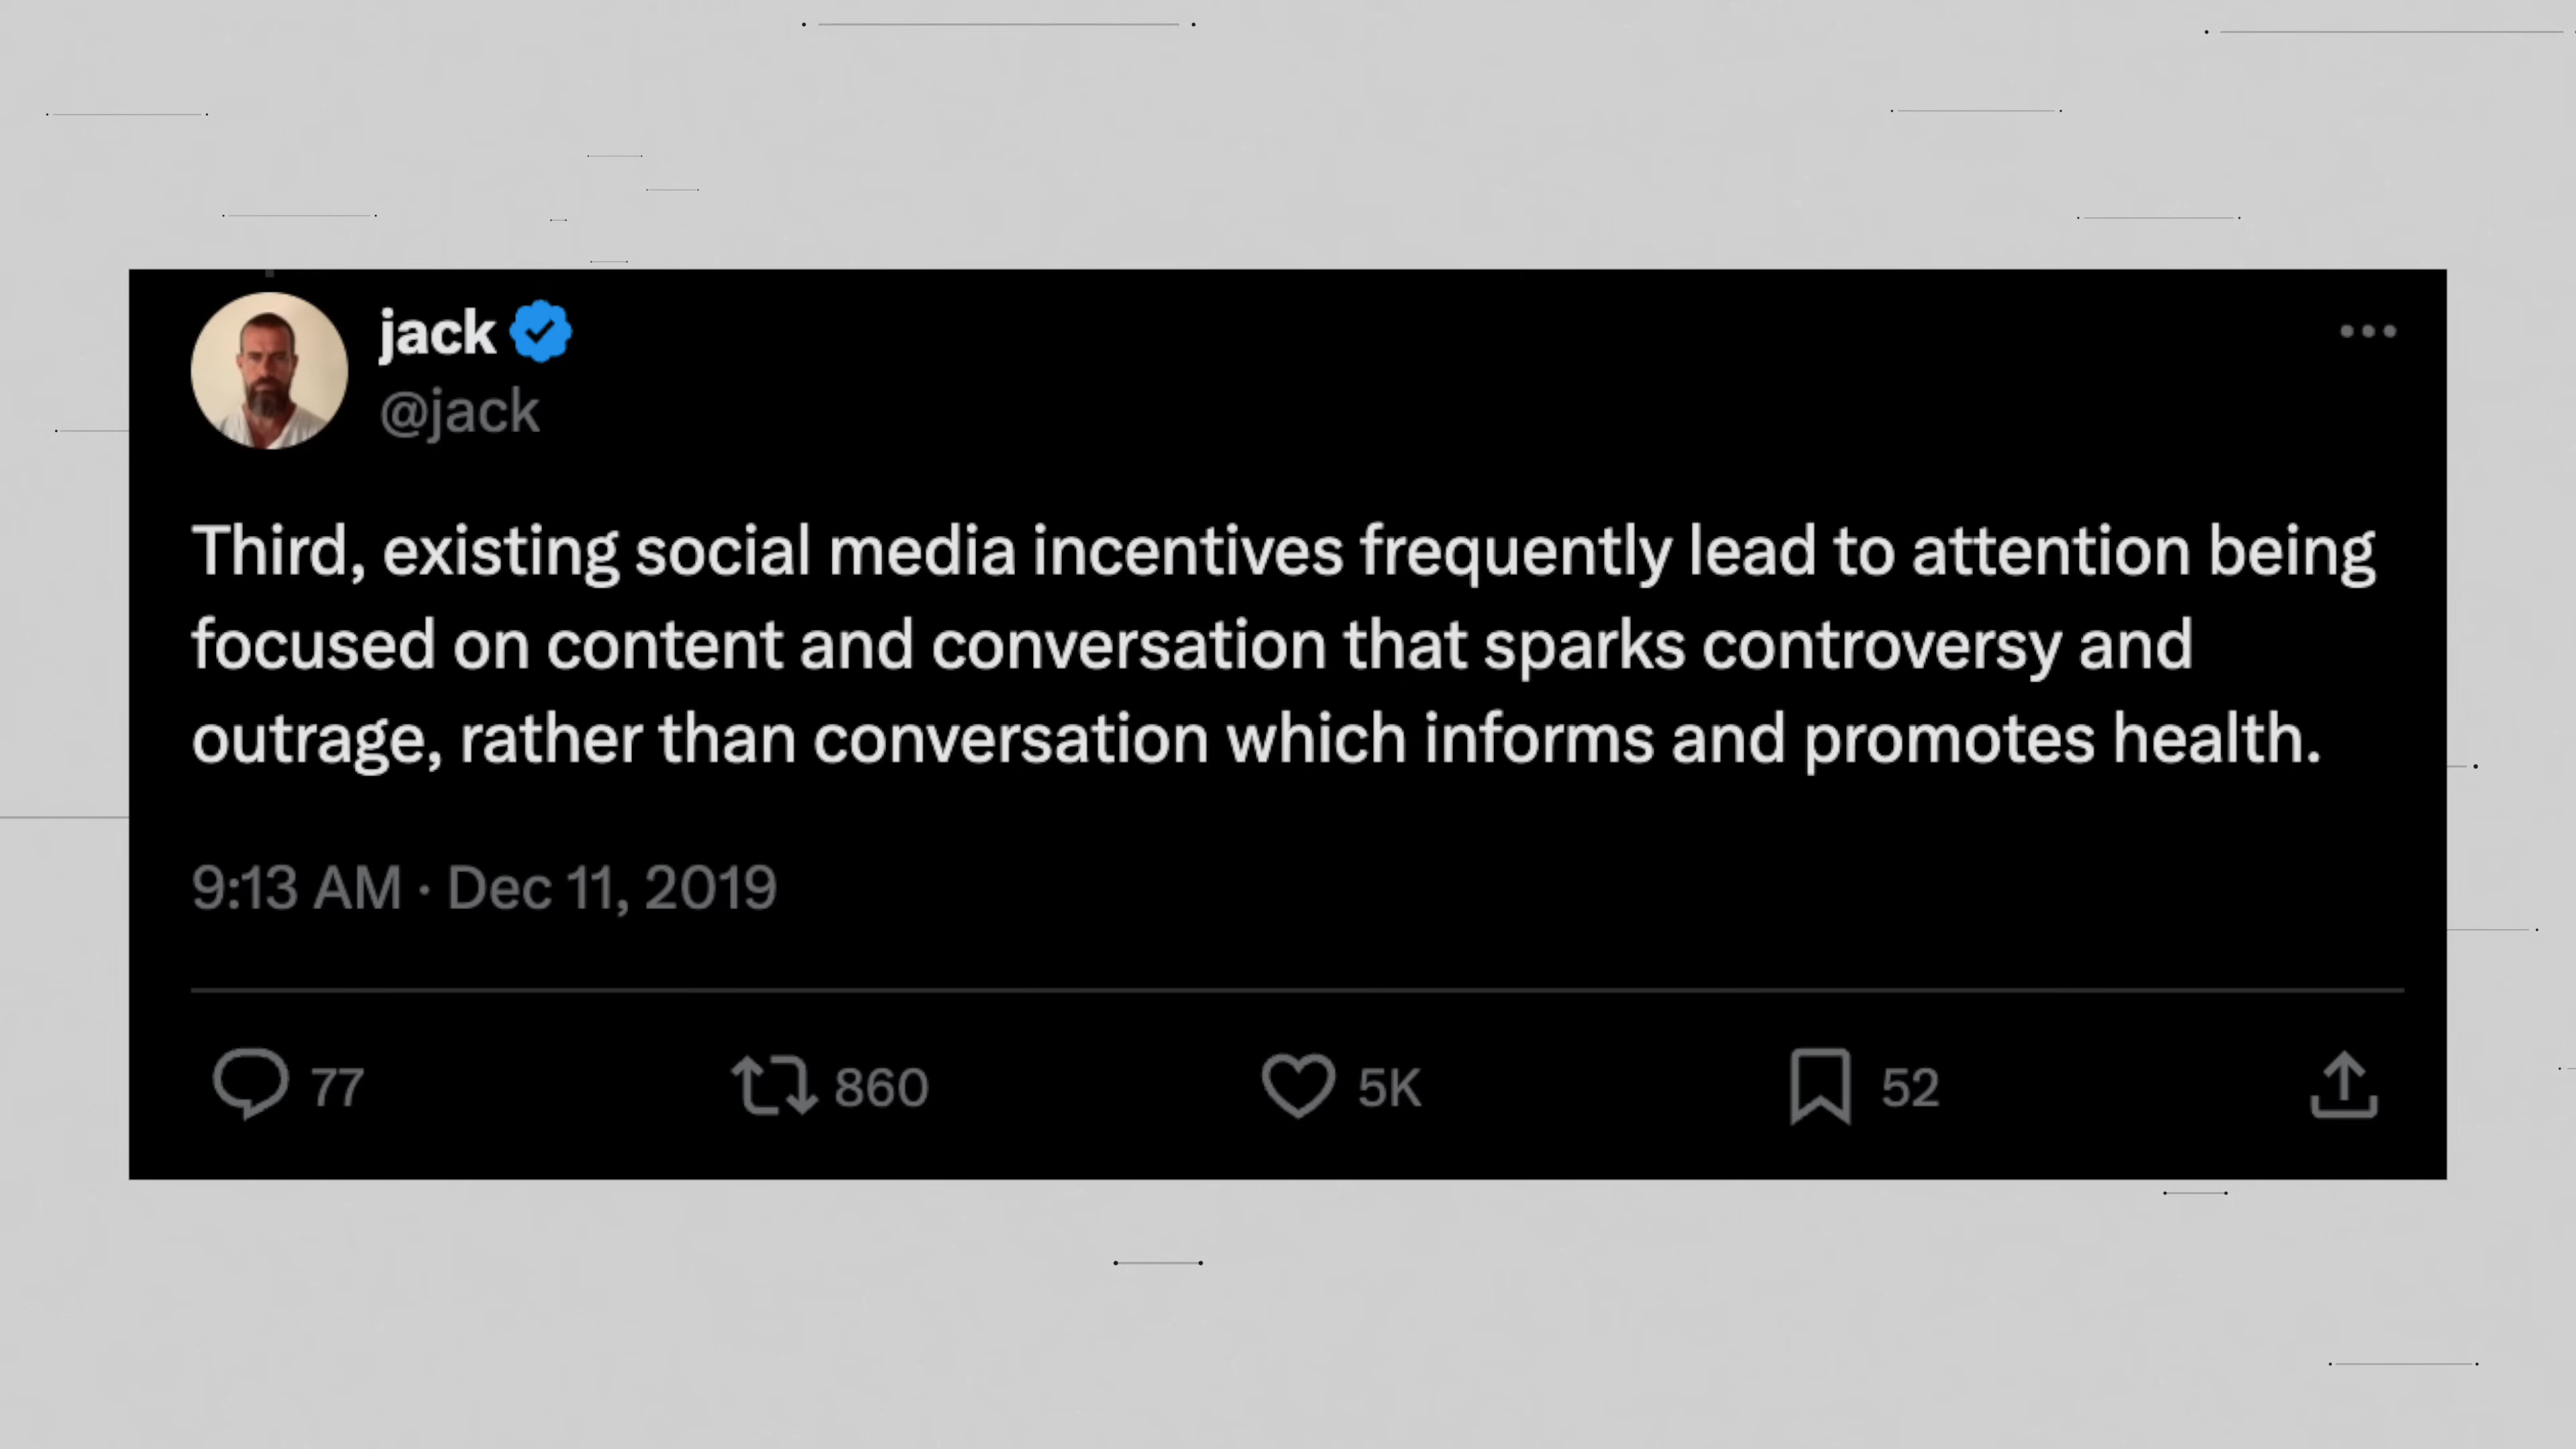 jack
@jack
Third, existing social media incentives frequently lead to attention being
focused on content and conversation that sparks controversy and
outrage, rather than conversation which informs and promotes health.
9:13 AM · Dec 11, 2019
77 860 5K 52